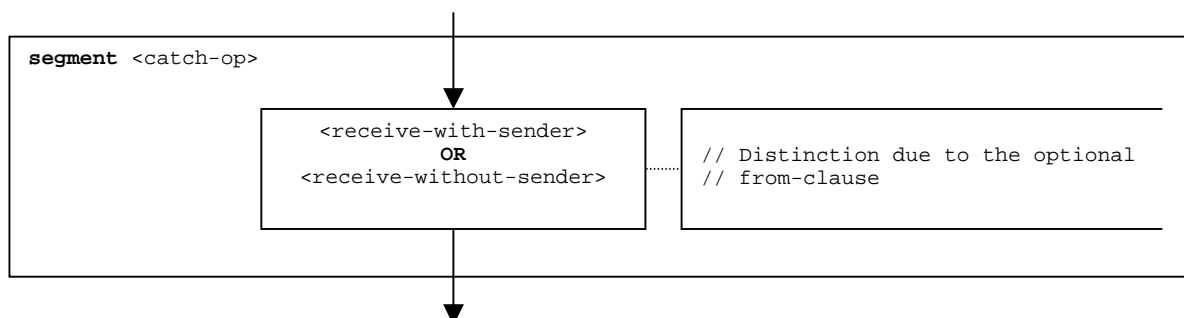 segment <catch-op>
<receive-with-sender>
OR
<receive-without-sender>
// Distinction due to the optional
// from-clause